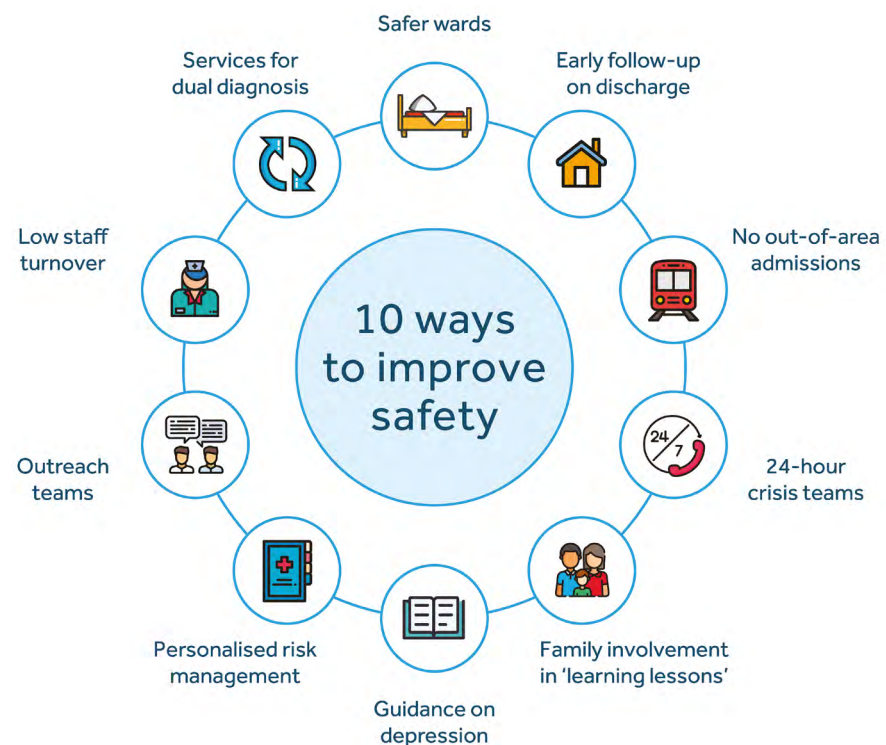 Safer wards
Early follow-up
on discharge
No out-of-area
admissions
24/7
24-hour
crisis teams
Family involvement
in ‘learning lessons’
Guidance on
depression
Personalised risk
management
Outreach
teams
Low staff
turnover
Services for
dual diagnosis
10 ways
to improve
safety